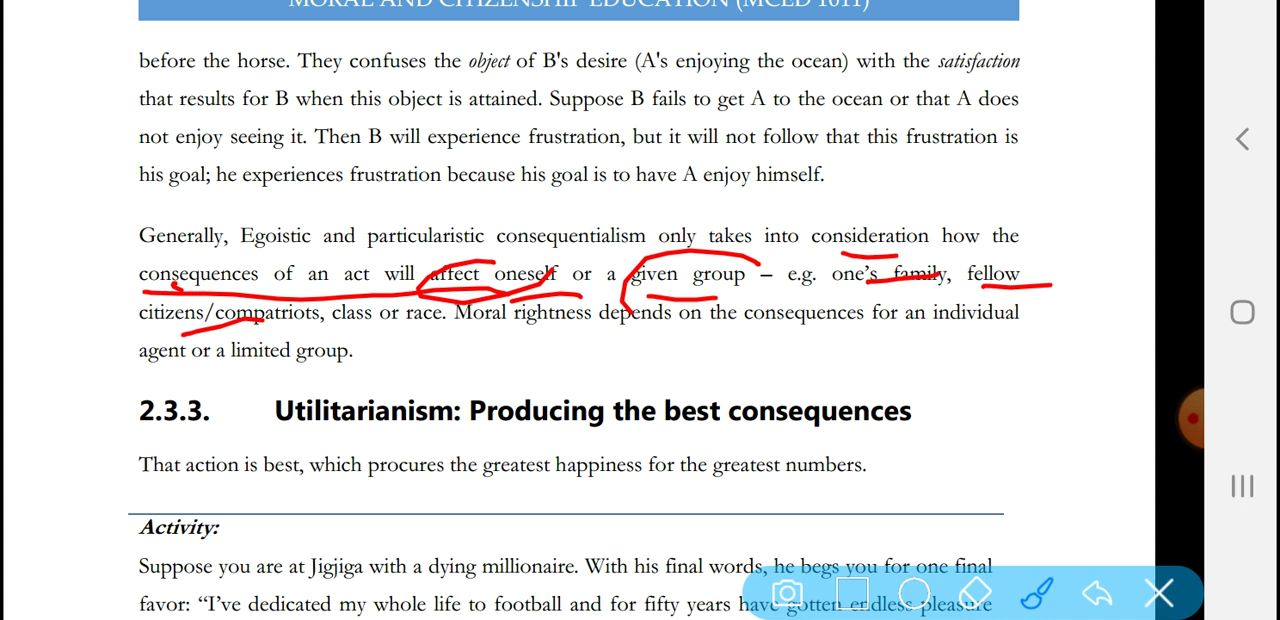 MORAL AND CITIZENSHIP EDUCATION (MCED 1011)
before the horse. They confuses the object of B's desire (A's enjoying the ocean) with the satisfaction
that results for B when this object is attained. Suppose B fails to get A to the ocean or that A does
not enjoy seeing it. Then B will experience frustration, but it will not follow that this frustration is
his goal; he experiences frustration because his goal is to have A enjoy himself.
Generally, Egoistic and particularistic consequentialism only takes into consideration how the
consequences of an act will affect oneself or a given group – e.g. one's family, fellow
citizens/compatriots, class or race. Moral rightness depends on the consequences for an individual
agent or a limited group.
2.3.3. Utilitarianism: Producing the best consequences
That action is best, which procures the greatest happiness for the greatest numbers.
Activity:
Suppose you are at Jigjiga with a dying millionaire. With his final words, he begs you for one final
favor: “I've dedicated my whole life to football and for fifty years have gotten endless pleasure